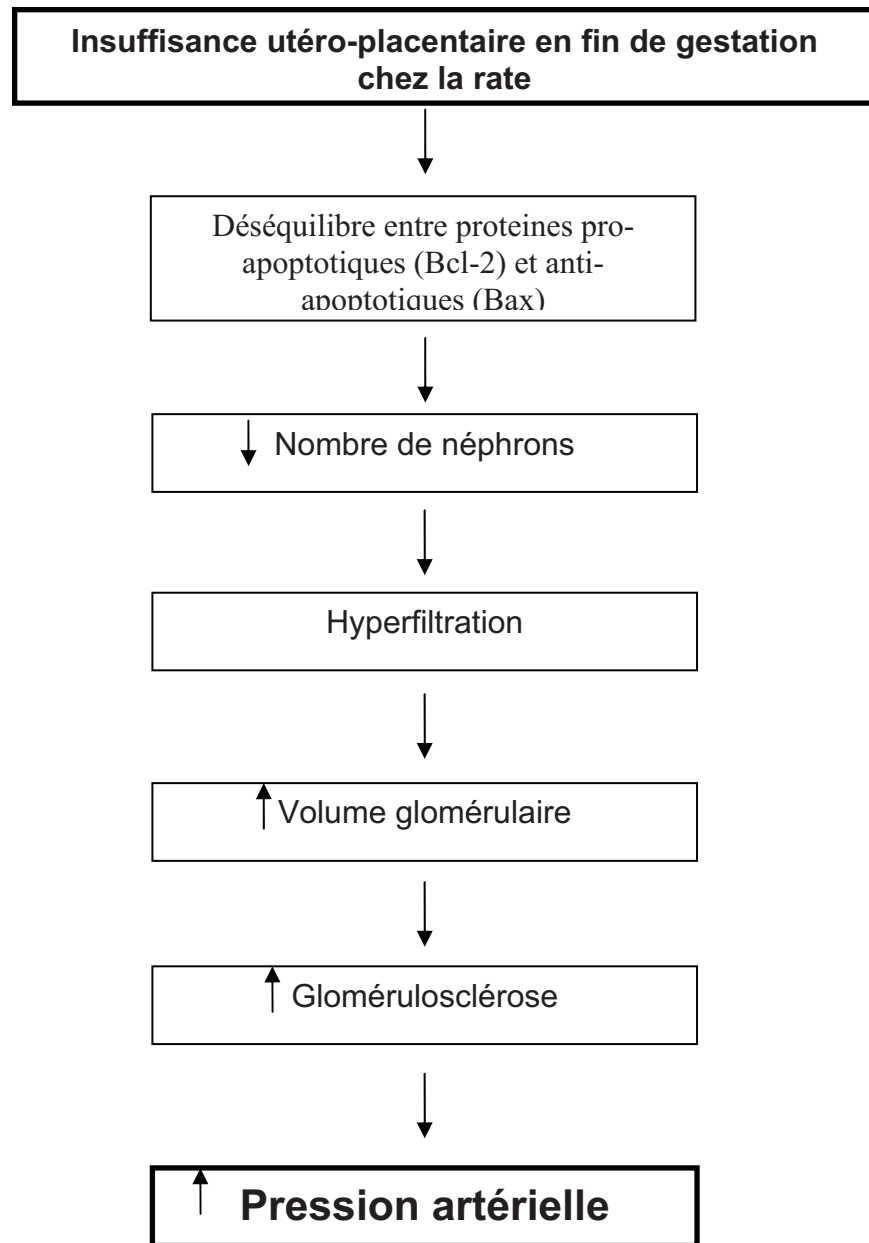 Insuffisance utéro-placentaire en fin de gestation
chez la rate
Déséquilibre entre proteines pro-
apoptotiques (Bcl-2) et anti-
apoptotiques (Bax)
Nombre de néphrons
Hyperfiltration
Volume glomérulaire
Glomérulosclérose
Pression artérielle